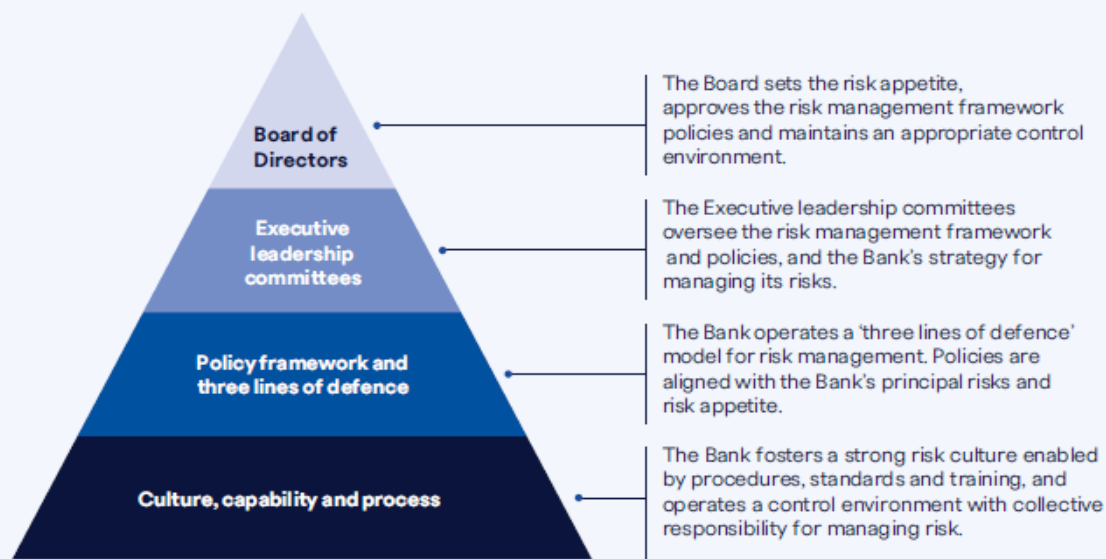 Board of
Directors
The Board sets the risk appetite,
approves the risk management framework
policies and maintains an appropriate control
environment.
Executive
leadership
committees
The Executive leadership committees
oversee the risk management framework
and policies, and the Bank's strategy for
managing its risks.
Policy framework and
three lines of defence
The Bank operates a 'three lines of defence'
model for risk management. Policies are
aligned with the Bank's principal risks and
risk appetite.
Culture, capability and process
The Bank fosters a strong risk culture enabled
by procedures, standards and training, and
operates a control environment with collective
responsibility for managing risk.